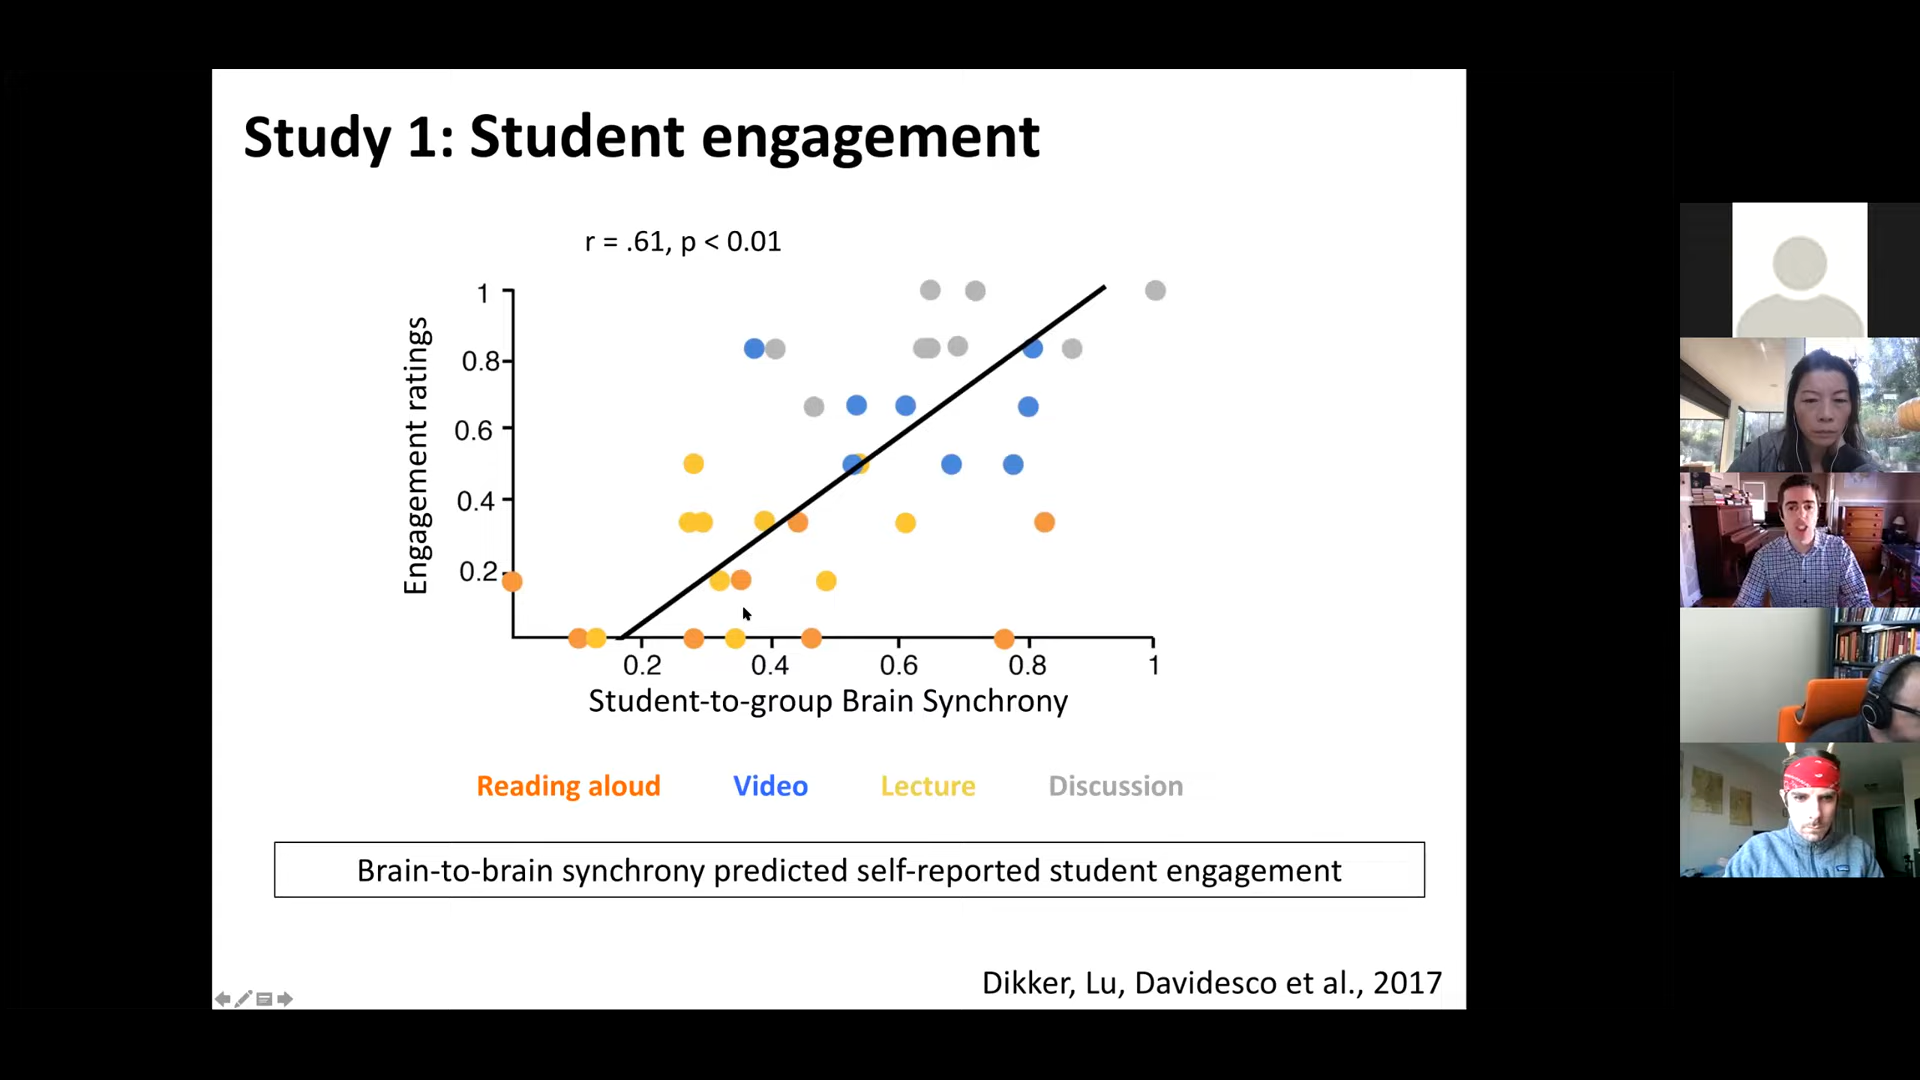 Study 1: Student engagement
r = .61, p < 0.01
Engagement ratings
1
0.8
0.6
0.4
0.2
0.2 0.4 0.6 0.8 1
Student-to-group Brain Synchrony
Reading aloud Video Lecture Discussion
Brain-to-brain synchrony predicted self-reported student engagement
Dikker, Lu, Davidesco et al., 2017